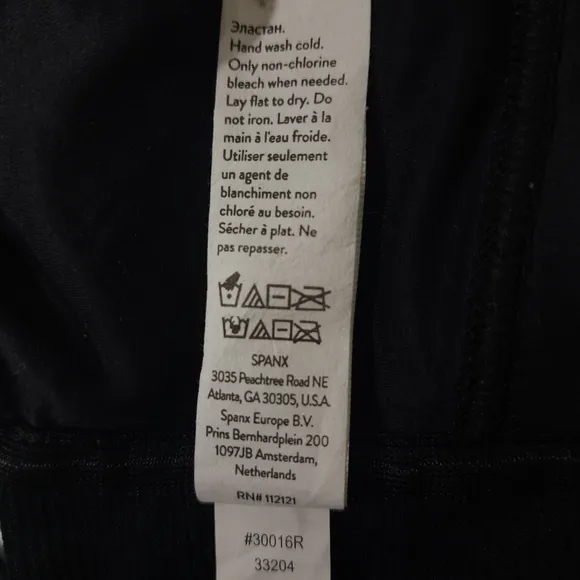 Эластан.
Hand wash cold.
Only non-chlorine
bleach when needed.
Lay flat to dry. Do
not iron. Laver à la
main à l'eau froide.
Utiliser seulement
un agent de
blanchiment non
chloré au besoin.
Sécher à plat. Ne
pas repasser.
SPANX
3035 Peachtree Road NE
Atlanta, GA 30305, U.S.A.
Spanx Europe B.V.
Prins Bernhardplein 200
1097JB Amsterdam,
Netherlands
RN# 112121
#30016R
33204